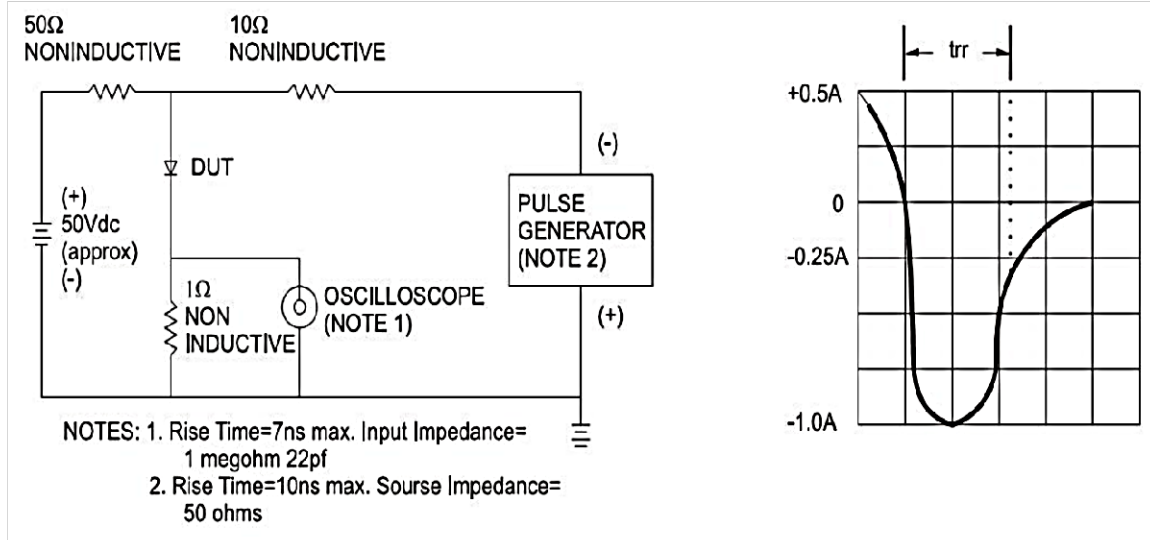 50Ω
NONINDUCTIVE
10Ω
NONINDUCTIVE
DUT
(+)
50Vdc
(approx)
(-)
1Ω
NON
INDUCTIVE
OSCILLOSCOPE
(NOTE 1)
(-)
PULSE
GENERATOR
(NOTE 2)
(+)
NOTES: 1. Rise Time=7ns max. Input Impedance=
1 megohm 22pf
2. Rise Time=10ns max. Sourse Impedance=
50 ohms
trr
+0.5A
0
-0.25A
-1.0A